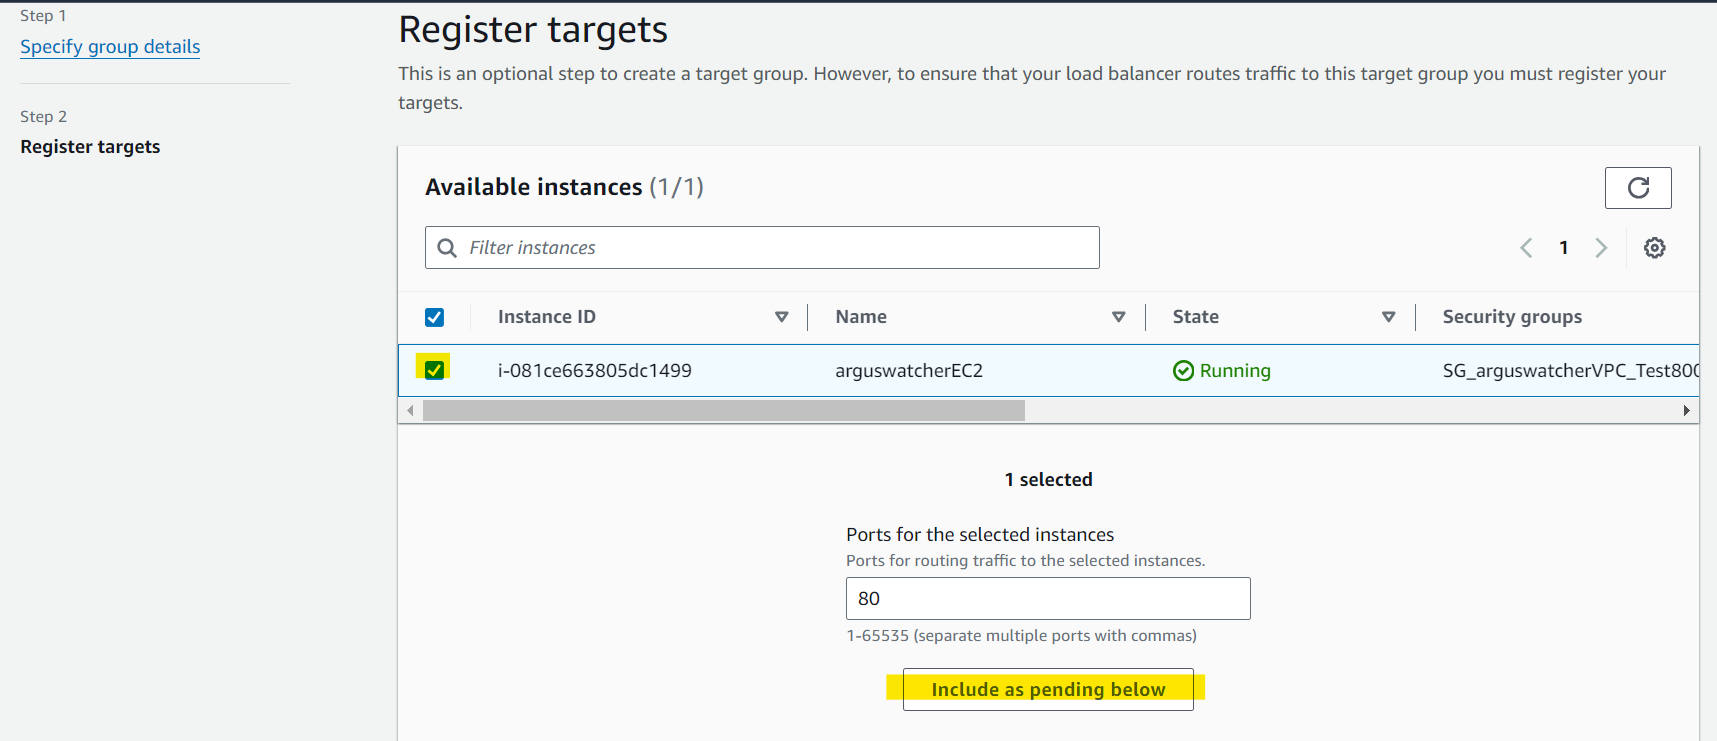 Step 1
Specify group details
Step 2
Register targets
Register targets
This is an optional step to create a target group. However, to ensure that your load balancer routes traffic to this target group you must register your
targets.
Available instances (1/1)
Filter instances
1
Instance ID Name State Security groups
i-081ce663805dc1499 arguswatcherEC2 Running SG_arguswatcherVPC_Test800
1 selected
Ports for the selected instances
Ports for routing traffic to the selected instances.
80
1-65535 (separate multiple ports with commas)
Include as pending below